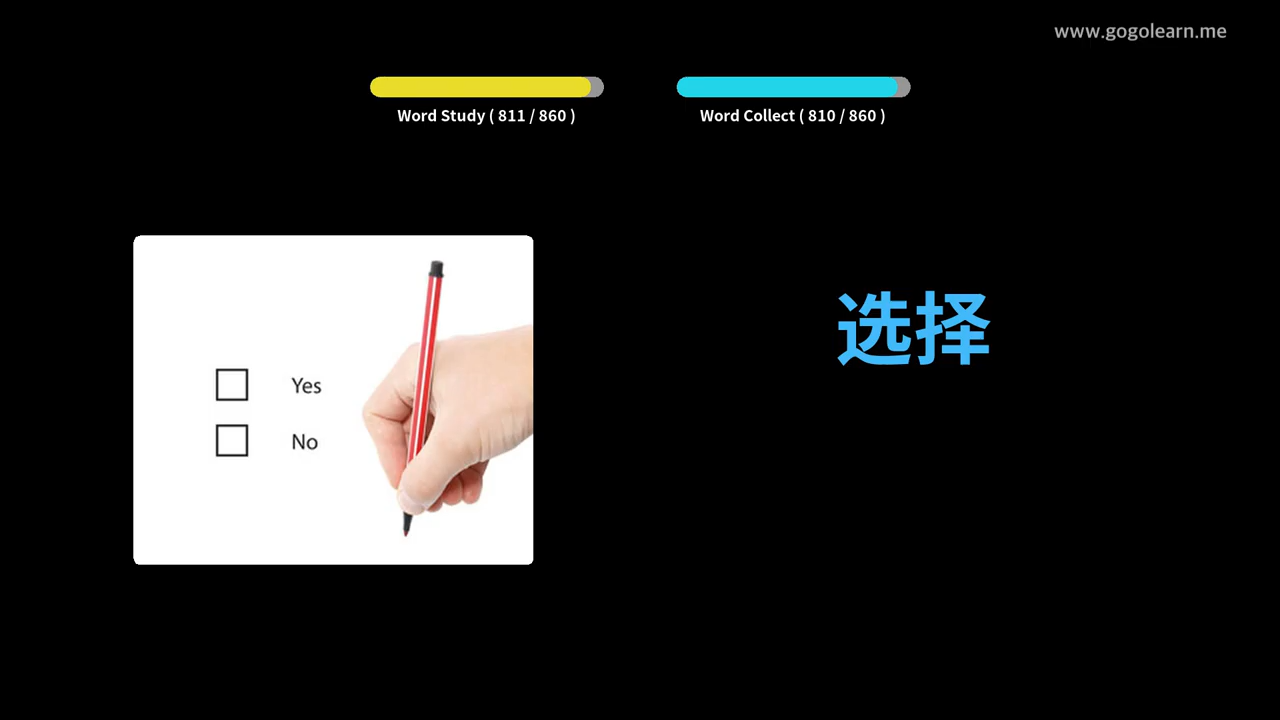 www.gogolearn.me
Word Study ( 811 / 860 )
Word Collect ( 810 / 860 )
选择
Yes
No